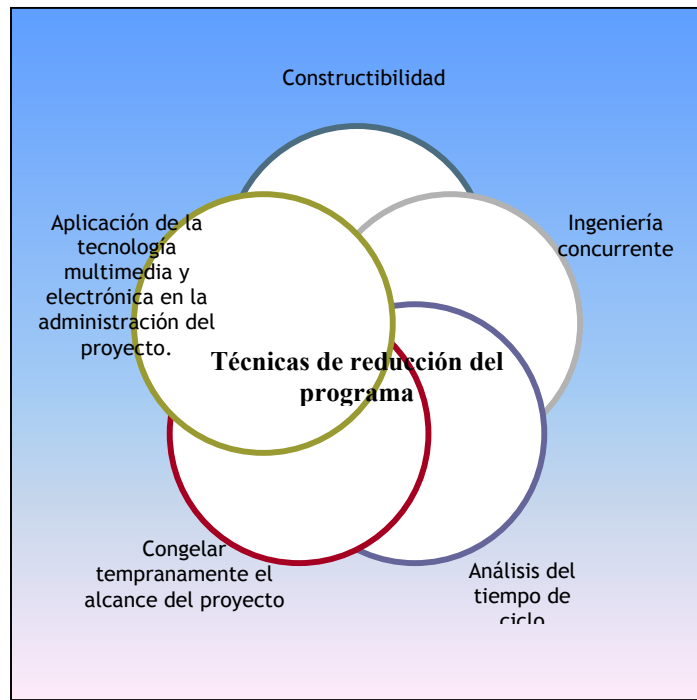 Constructibilidad
Aplicación de la
tecnología
multimedia y
electrónica en la
administración del
proyecto.
Ingeniería
concurrente
Técnicas de reducción del
programa
Congelar
tempranamente el
alcance del proyecto
Análisis del
tiempo de
ciclo